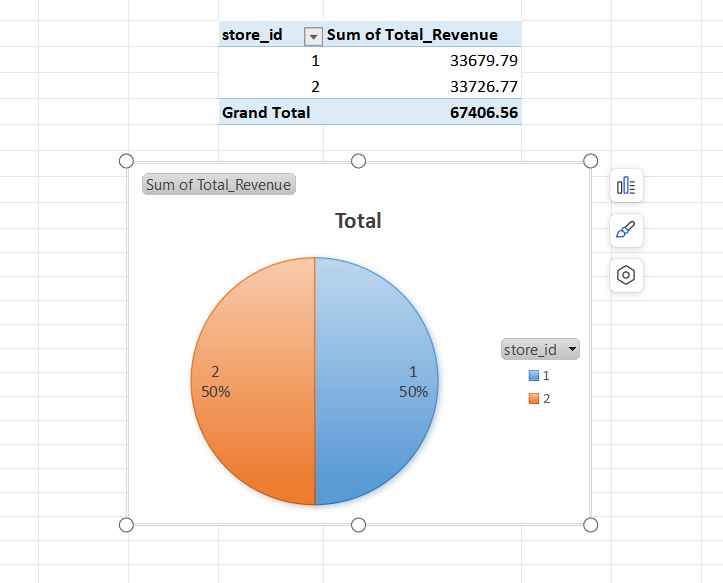 store_id Sum of Total_Revenue
1 33679.79
2 33726.77
Grand Total 67406.56
Sum of Total_Revenue
Total
2
50%
1
50%
store_id
1
2